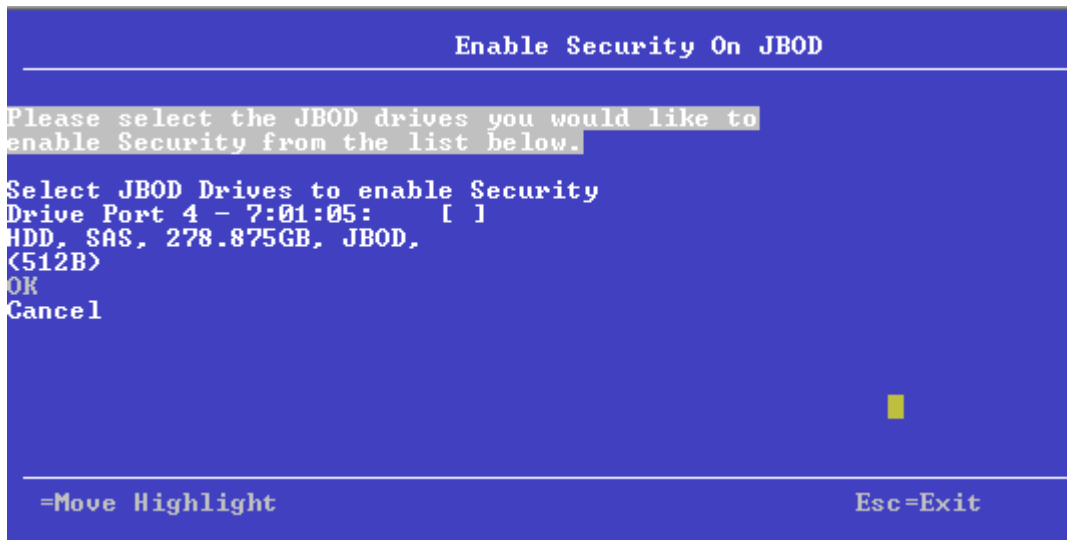 Enable Security On JBOD
Please select the JBOD drives you would like to
enable Security from the list below.
Select JBOD Drives to enable Security
Drive Port 4 - 7:01:05: [ ]
HDD, SAS, 278.875GB, JBOD,
(512B)
OK
Cancel
=Move Highlight Esc=Exit